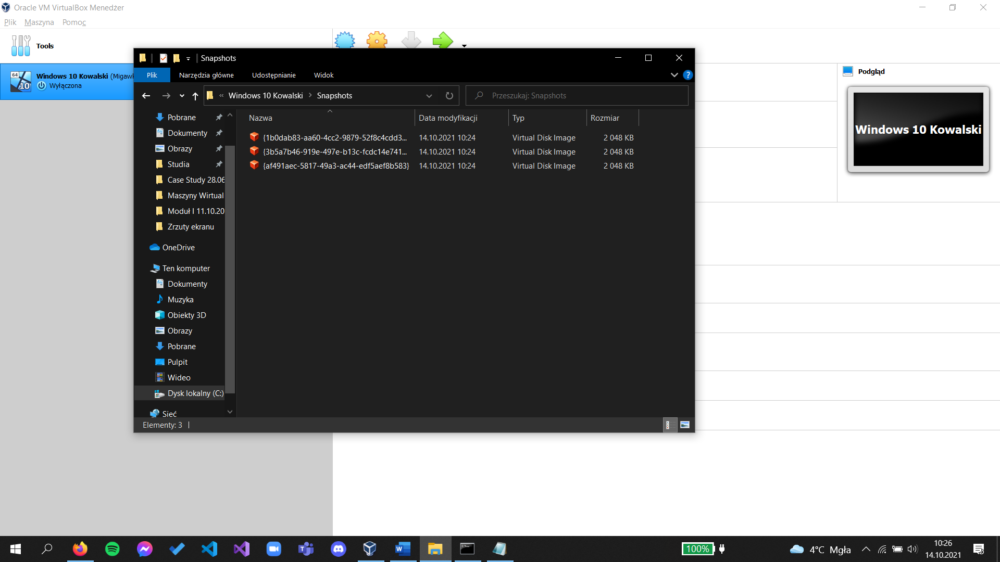 Oracle VM VirtualBox Menedżer
Plik Maszyna Pomoc
Tools
Windows 10 Kowalski (Migawk
Wyłączona
64
10
Snapshots
Plik Narzędzia główne Udostępnianie Widok
?
« Windows 10 Kowalski > Snapshots
Przeszukaj: Snapshots
Pobrane
Dokumenty
Obrazy
Studia
Case Study 28.06
Maszyny Wirtual
Moduł I 11.10.20
Zrzuty ekranu
OneDrive
Ten komputer
Dokumenty
Muzyka
Obiekty 3D
Obrazy
Pobrane
Pulpit
Wideo
Dysk lokalny (C:)
Sieć
Nazwa Data modyfikacji Typ Rozmiar
{1b0dab83-aa60-4cc2-9879-52f8c4cdd3... 14.10.2021 10:24 Virtual Disk Image 2 048 KB
{3b5a7b46-919e-497e-b13c-fcdc14e741... 14.10.2021 10:24 Virtual Disk Image 2 048 KB
{af491aec-5817-49a3-ac44-edf5aef8b583} 14.10.2021 10:24 Virtual Disk Image 2 048 KB
Elementy: 3
Podgląd
Windows 10 Kowalski
100%
4°C Mgła
10:26
14.10.2021